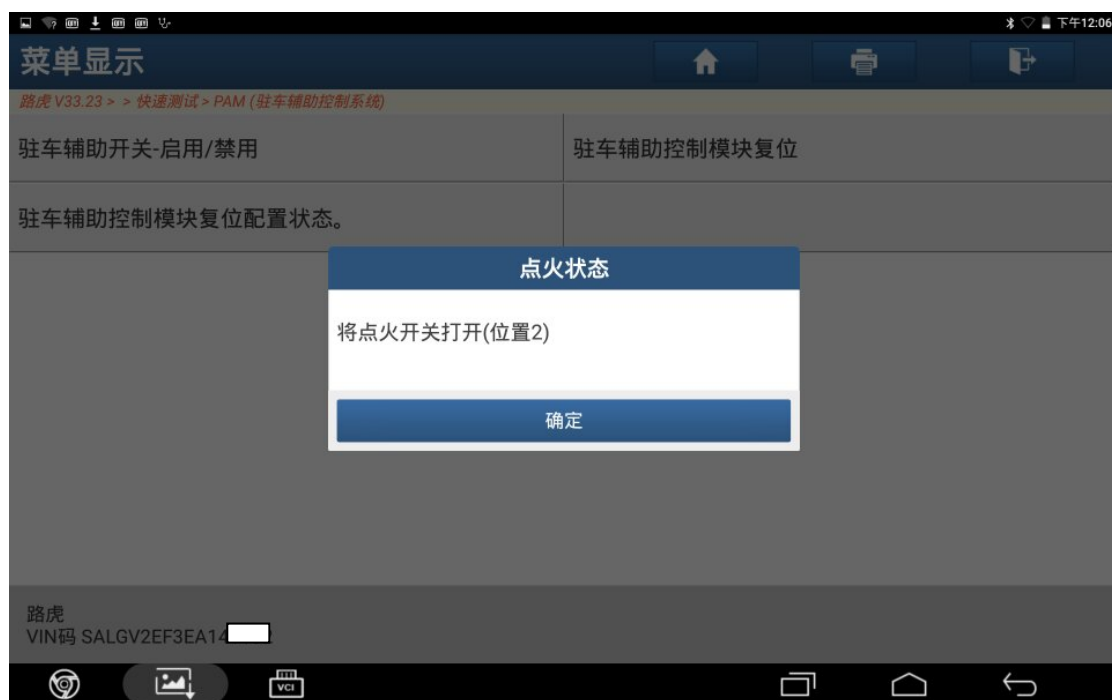 下午12:06
菜单显示
路虎 V33.23 > > 快速测试 > PAM (驻车辅助控制系统)
驻车辅助开关-启用/禁用
驻车辅助控制模块复位
驻车辅助控制模块复位配置状态。
点火状态
将点火开关打开(位置2)
确定
路虎
VIN码 SALGV2EF3EA14
VCI